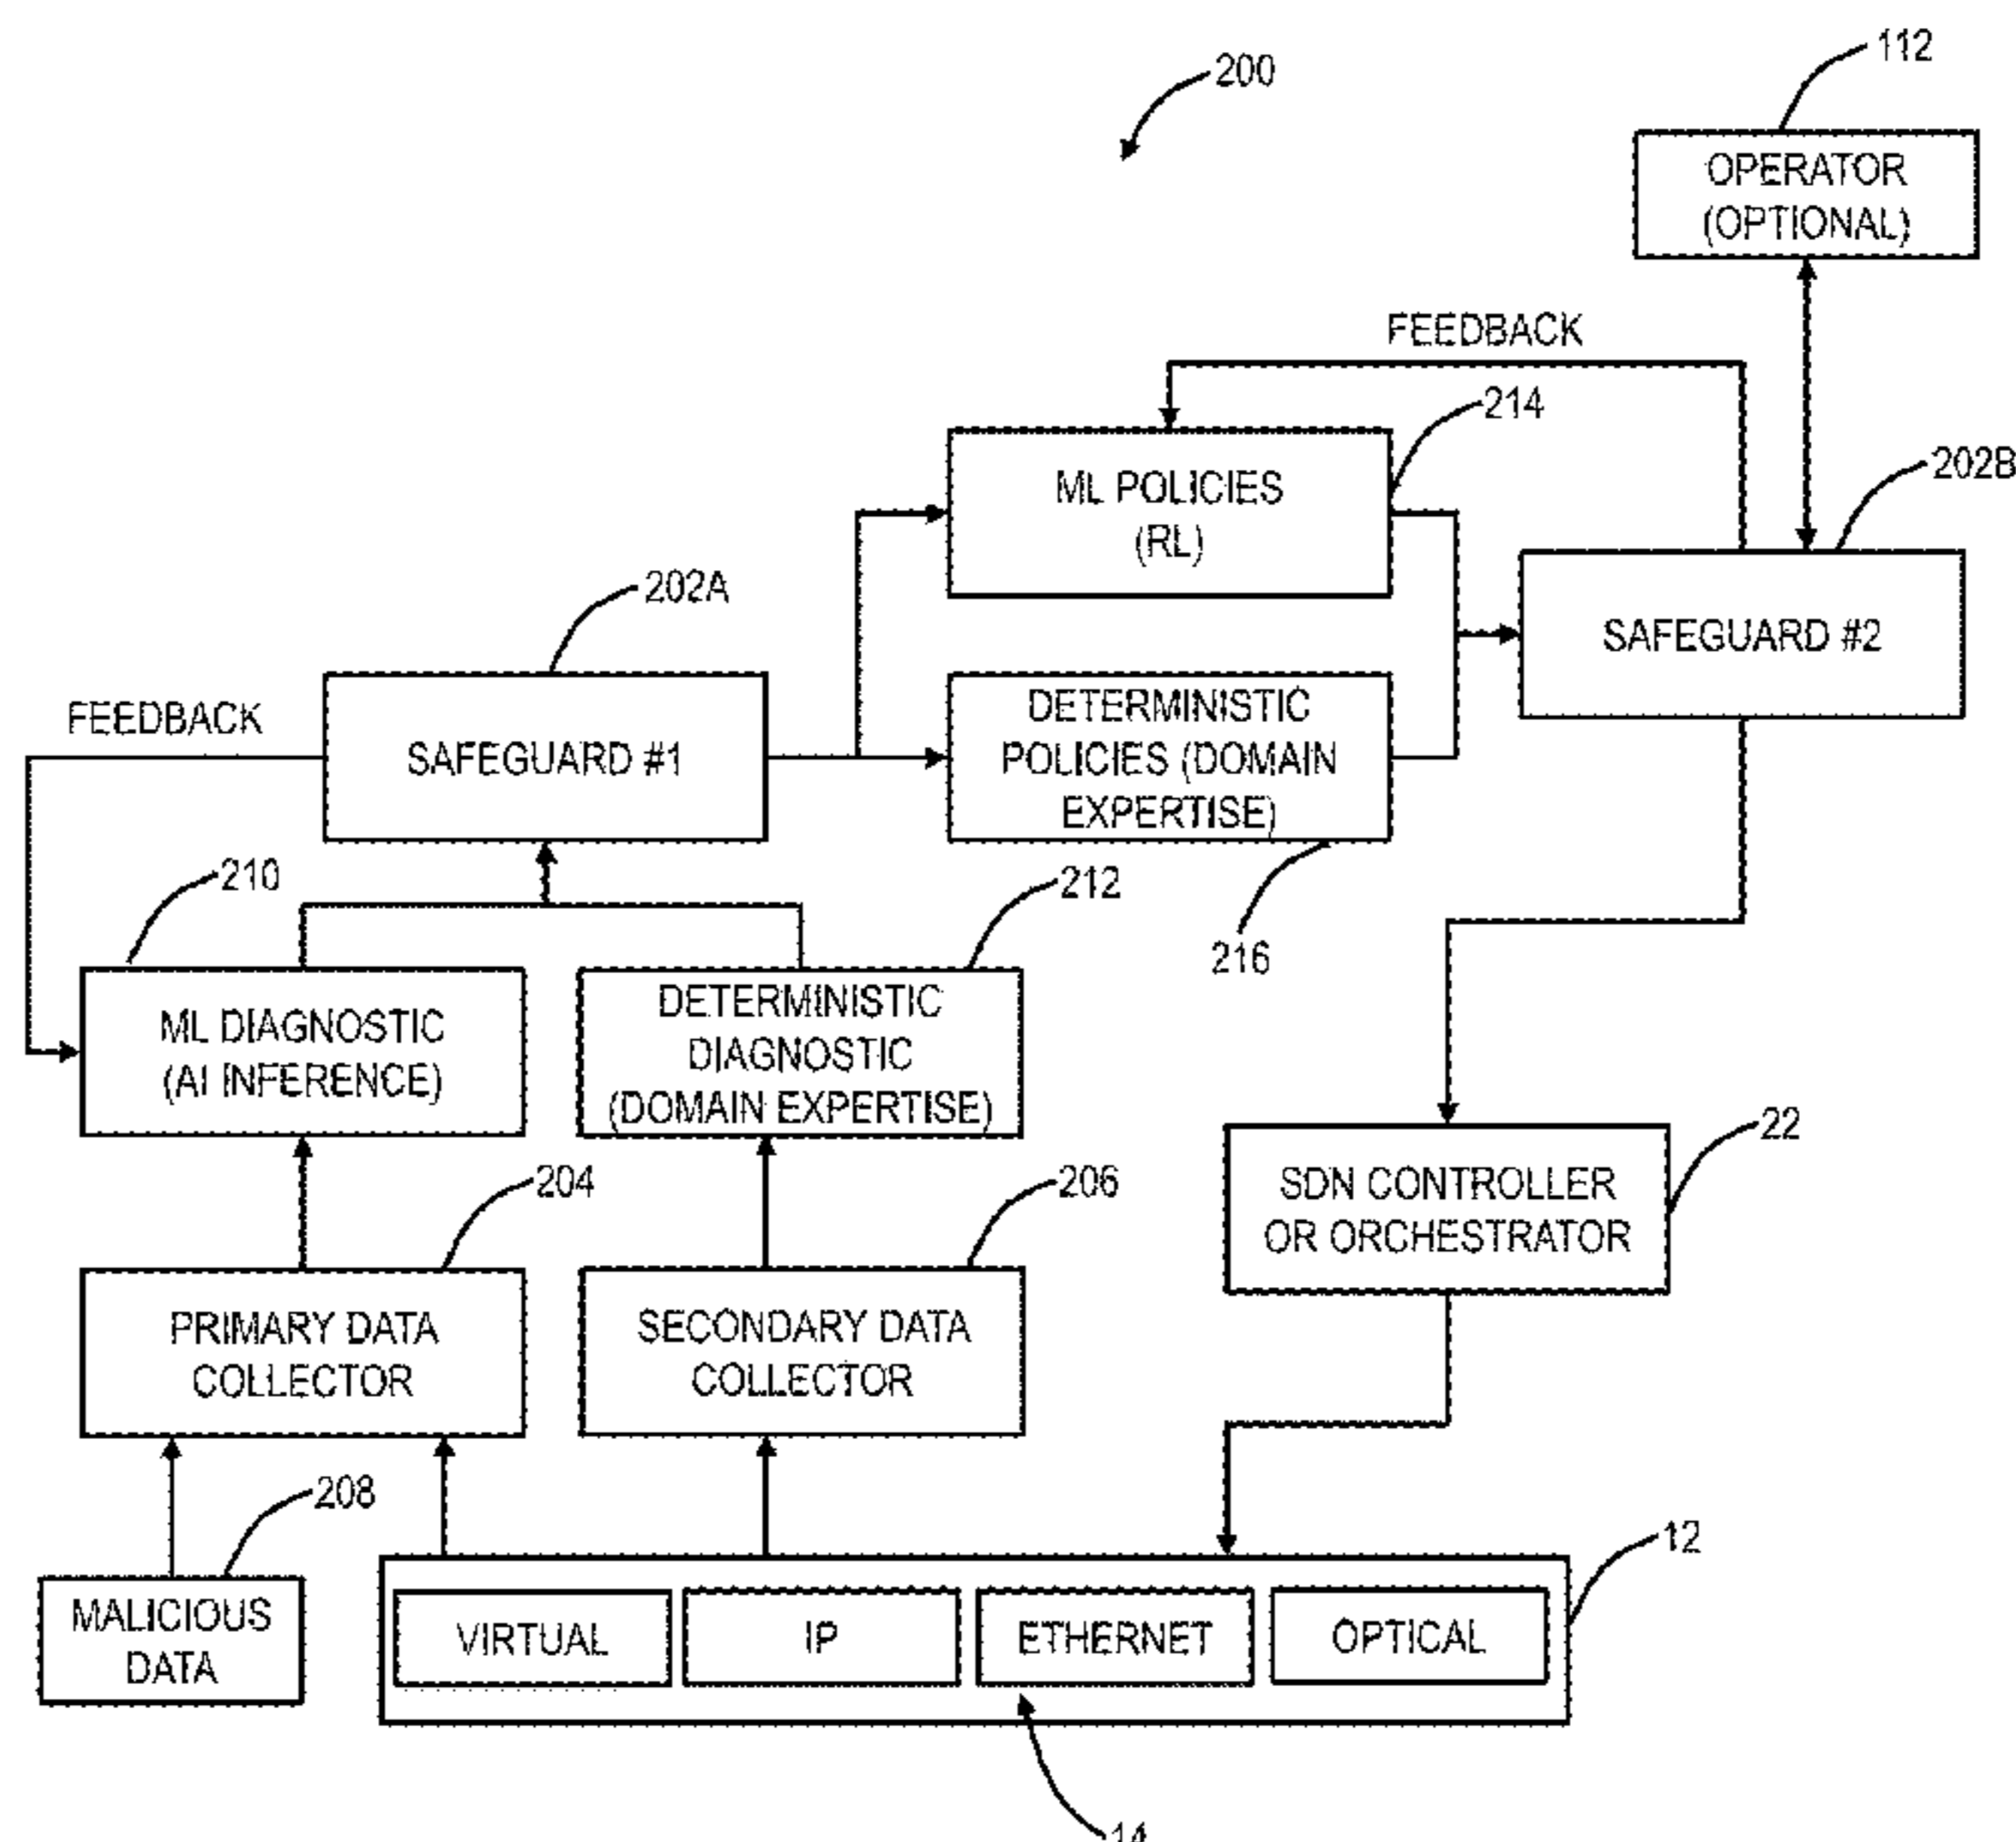 200
112
OPERATOR
(OPTIONAL)
FEEDBACK
214
ML POLICIES
(RL)
202B
SAFEGUARD #2
202A
FEEDBACK
SAFEGUARD #1
DETERMINISTIC
POLICIES (DOMAIN
EXPERTISE)
216
210
212
ML DIAGNOSTIC
(AI INFERENCE)
DETERMINISTIC
DIAGNOSTIC
(DOMAIN EXPERTISE)
22
SDN CONTROLLER
OR ORCHESTRATOR
204
206
PRIMARY DATA
COLLECTOR
SECONDARY DATA
COLLECTOR
208
MALICIOUS
DATA
12
VIRTUAL
IP
ETHERNET
OPTICAL
14